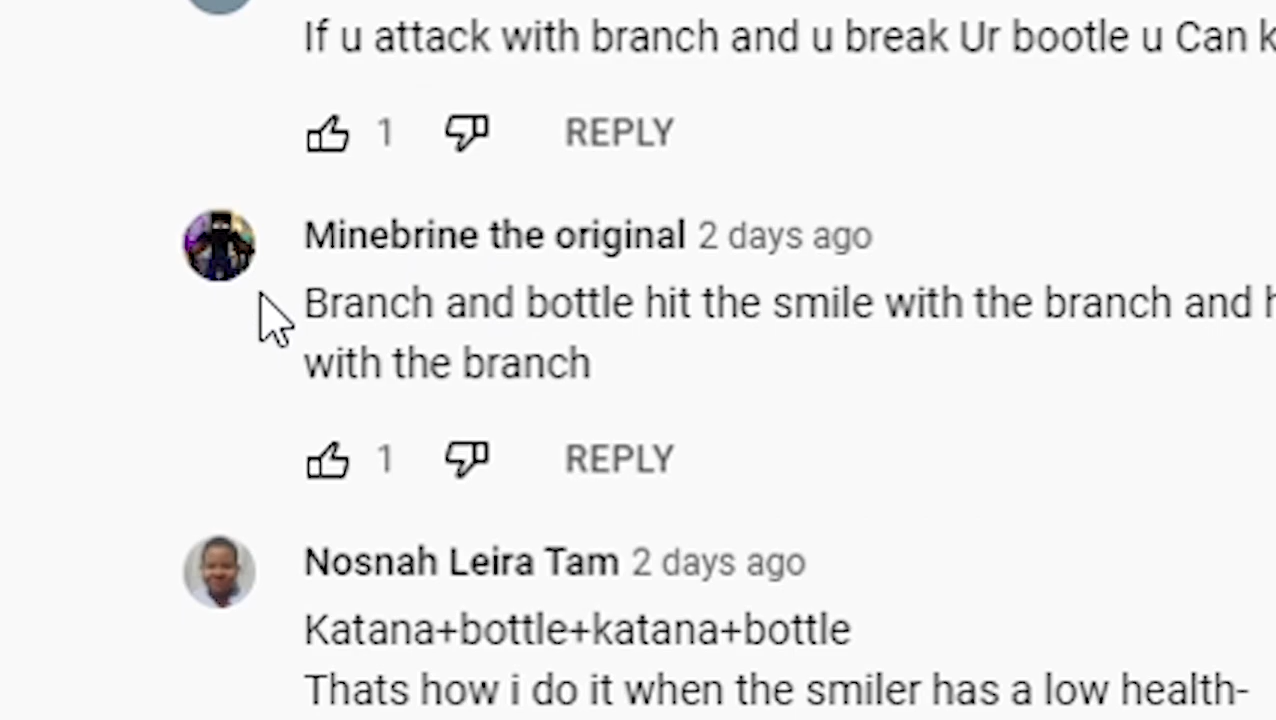 If u attack with branch and u break Ur bootle u Can
1
REPLY
Minebrine the original 2 days ago
Branch and bottle hit the smile with the branch and
with the branch
1
REPLY
Nosnah Leira Tam 2 days ago
Katana+bottle+katana+bottle
Thats how i do it when the smiler has a low health-